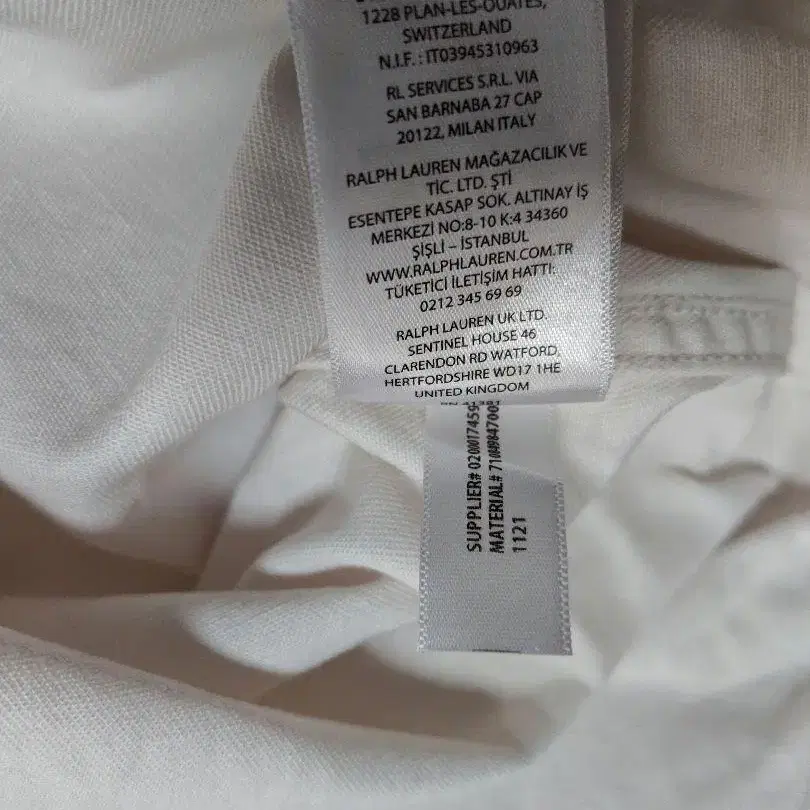 1228 PLAN-LES-OUATES,
SWITZERLAND
N.I.F. : IT03945310963
RL SERVICES S.R.L. VIA
SAN BARNABA 27 CAP
20122, MILAN ITALY
RALPH LAUREN MAĞAZACILIK VE
TİC. LTD. ŞTİ
ESENTEPE KASAP SOK. ALTINAY İŞ
MERKEZİ NO:8-10 K:4 34360
ŞİŞLİ – İSTANBUL
WWW.RALPHLAUREN.COM.TR
TÜKETİCİ İLETİŞİM HATTI:
0212 345 69 69
RALPH LAUREN UK LTD.
SENTINEL HOUSE 46
CLARENDON RD WATFORD,
HERTFORDSHIRE WD17 1HE
UNITED KINGDOM
SUPPLIER#
MATERIAL#
1121